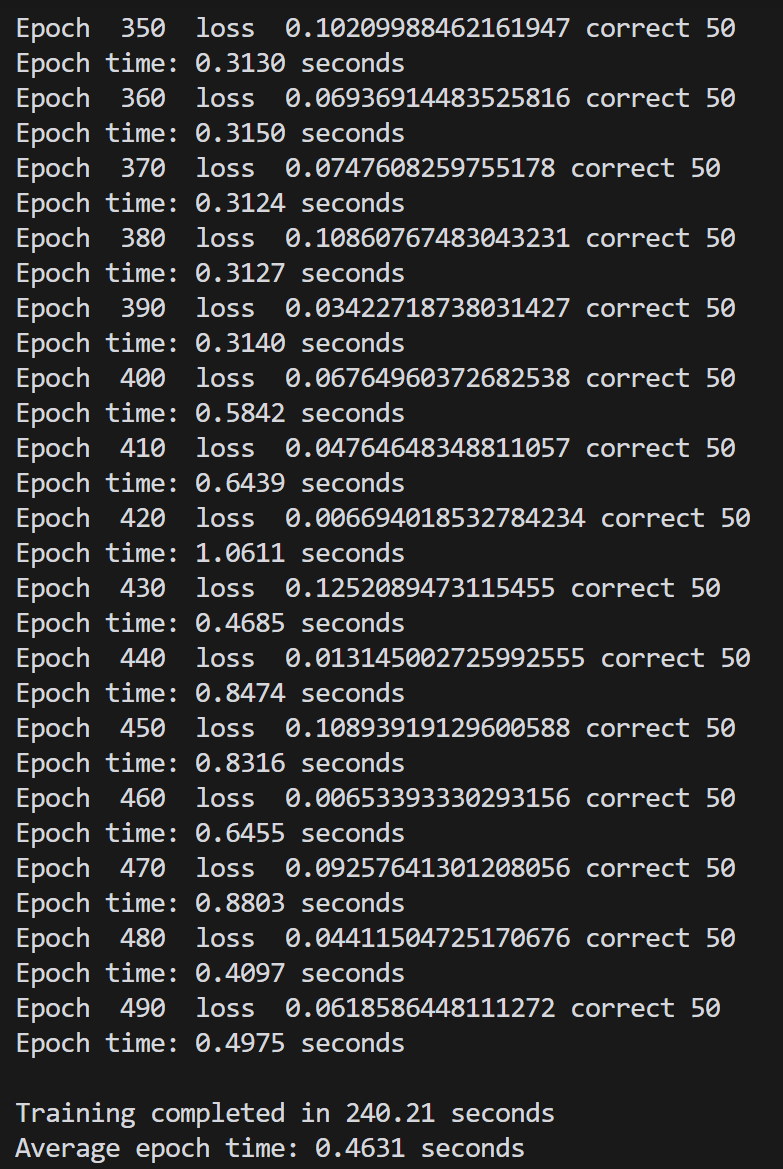 Epoch  350  loss  0.10209988462161947 correct 50
Epoch time: 0.3130 seconds
Epoch  360  loss  0.06936914483525816 correct 50
Epoch time: 0.3150 seconds
Epoch  370  loss  0.0747608259755178 correct 50
Epoch time: 0.3124 seconds
Epoch  380  loss  0.10860767483043231 correct 50
Epoch time: 0.3127 seconds
Epoch  390  loss  0.03422718738031427 correct 50
Epoch time: 0.3140 seconds
Epoch  400  loss  0.06764960372682538 correct 50
Epoch time: 0.5842 seconds
Epoch  410  loss  0.04764648348811057 correct 50
Epoch time: 0.6439 seconds
Epoch  420  loss  0.006694018532784234 correct 50
Epoch time: 1.0611 seconds
Epoch  430  loss  0.1252089473115455 correct 50
Epoch time: 0.4685 seconds
Epoch  440  loss  0.013145002725992555 correct 50
Epoch time: 0.8474 seconds
Epoch  450  loss  0.10893919129600588 correct 50
Epoch time: 0.8316 seconds
Epoch  460  loss  0.00653393330293156 correct 50
Epoch time: 0.6455 seconds
Epoch  470  loss  0.09257641301208056 correct 50
Epoch time: 0.8803 seconds
Epoch  480  loss  0.04411504725170676 correct 50
Epoch time: 0.4097 seconds
Epoch  490  loss  0.0618586448111272 correct 50
Epoch time: 0.4975 seconds

Training completed in 240.21 seconds
Average epoch time: 0.4631 seconds